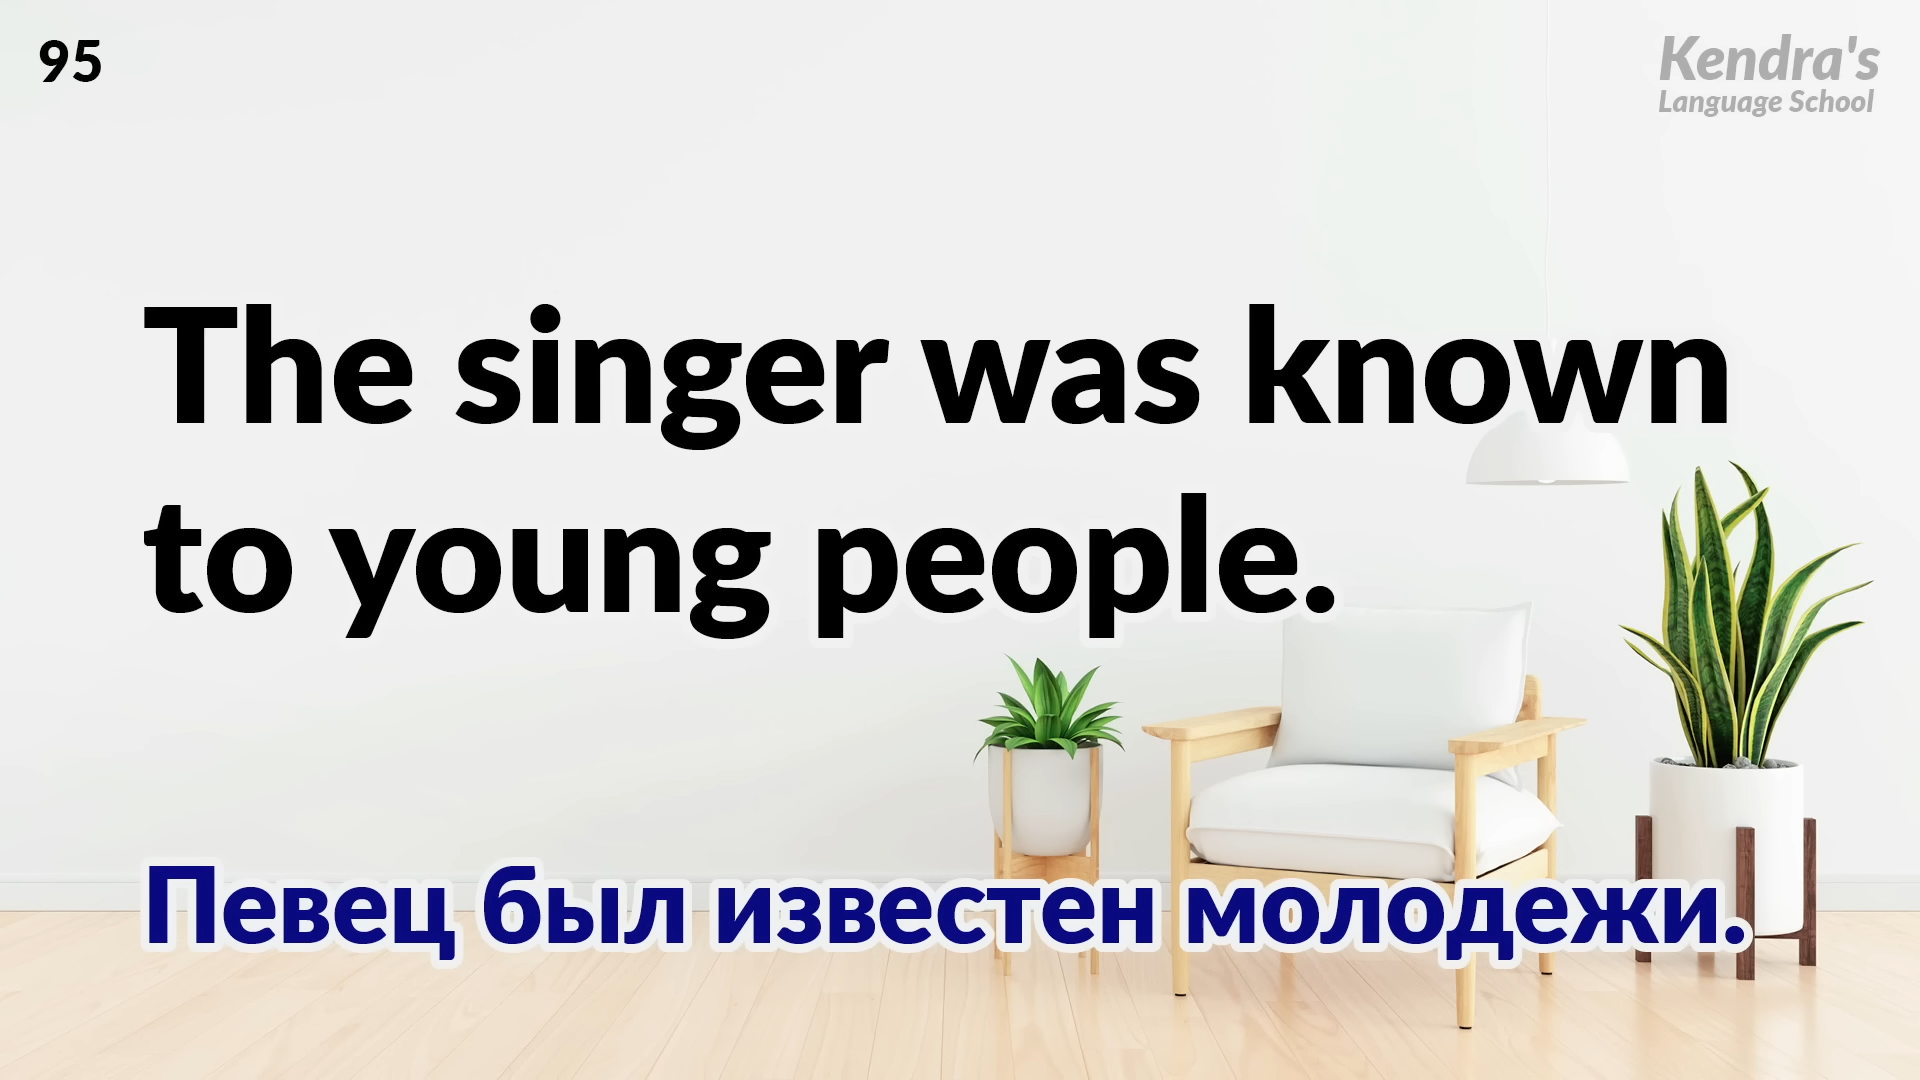 95
Kendra's
Language School
The singer was known
to young people.
Певец был известен молодежи.